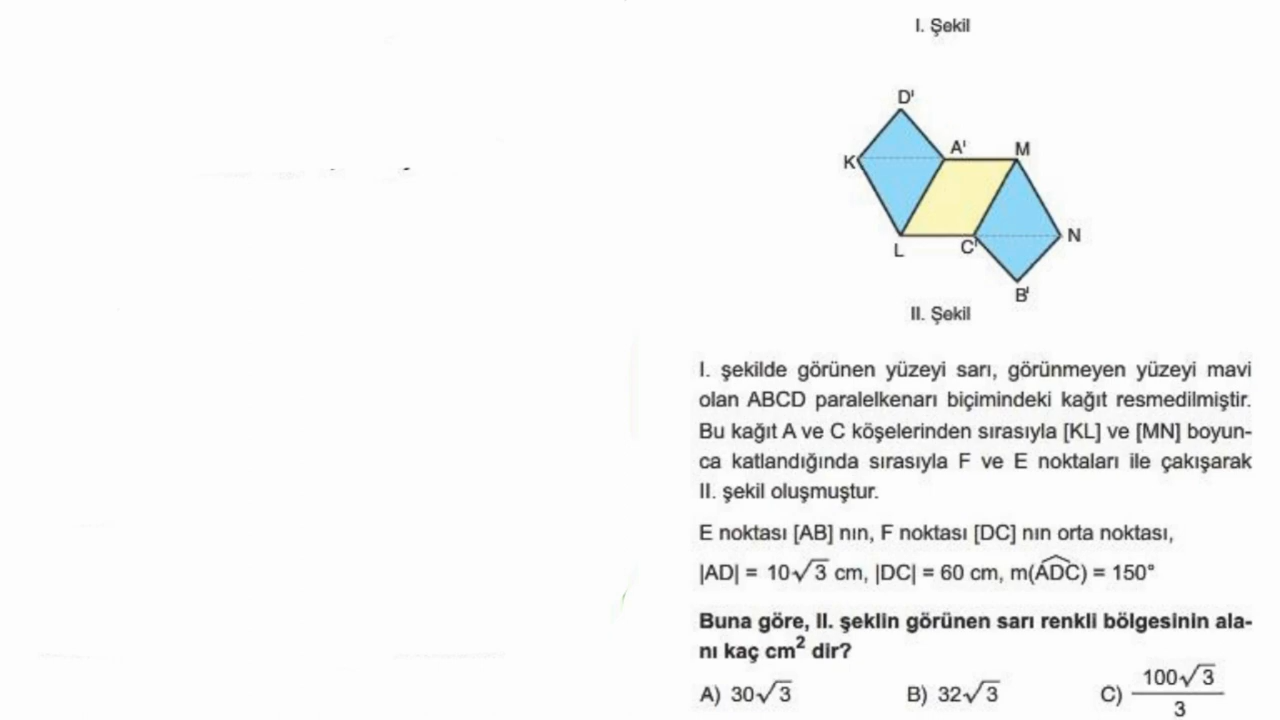 I. Şekil
D'
K
A'
M
L
C'
N
B'
II. Şekil
I. şekilde görünen yüzeyi sarı, görünmeyen yüzeyi mavi
olan ABCD paralelkenarı biçimindeki kağıt resmedilmiştir.
Bu kağıt A ve C köşelerinden sırasıyla [KL] ve [MN] boyun-
ca katlandığında sırasıyla F ve E noktaları ile çakışarak
II. şekil oluşmuştur.
E noktası [AB] nın, F noktası [DC] nın orta noktası,
|AD| = 10√3 cm, |DC| = 60 cm, m(ADC) = 150°
Buna göre, II. şeklin görünen sarı renkli bölgesinin ala-
nı kaç cm² dir?
A) 30√3 B) 32√3 C) 100√3/3